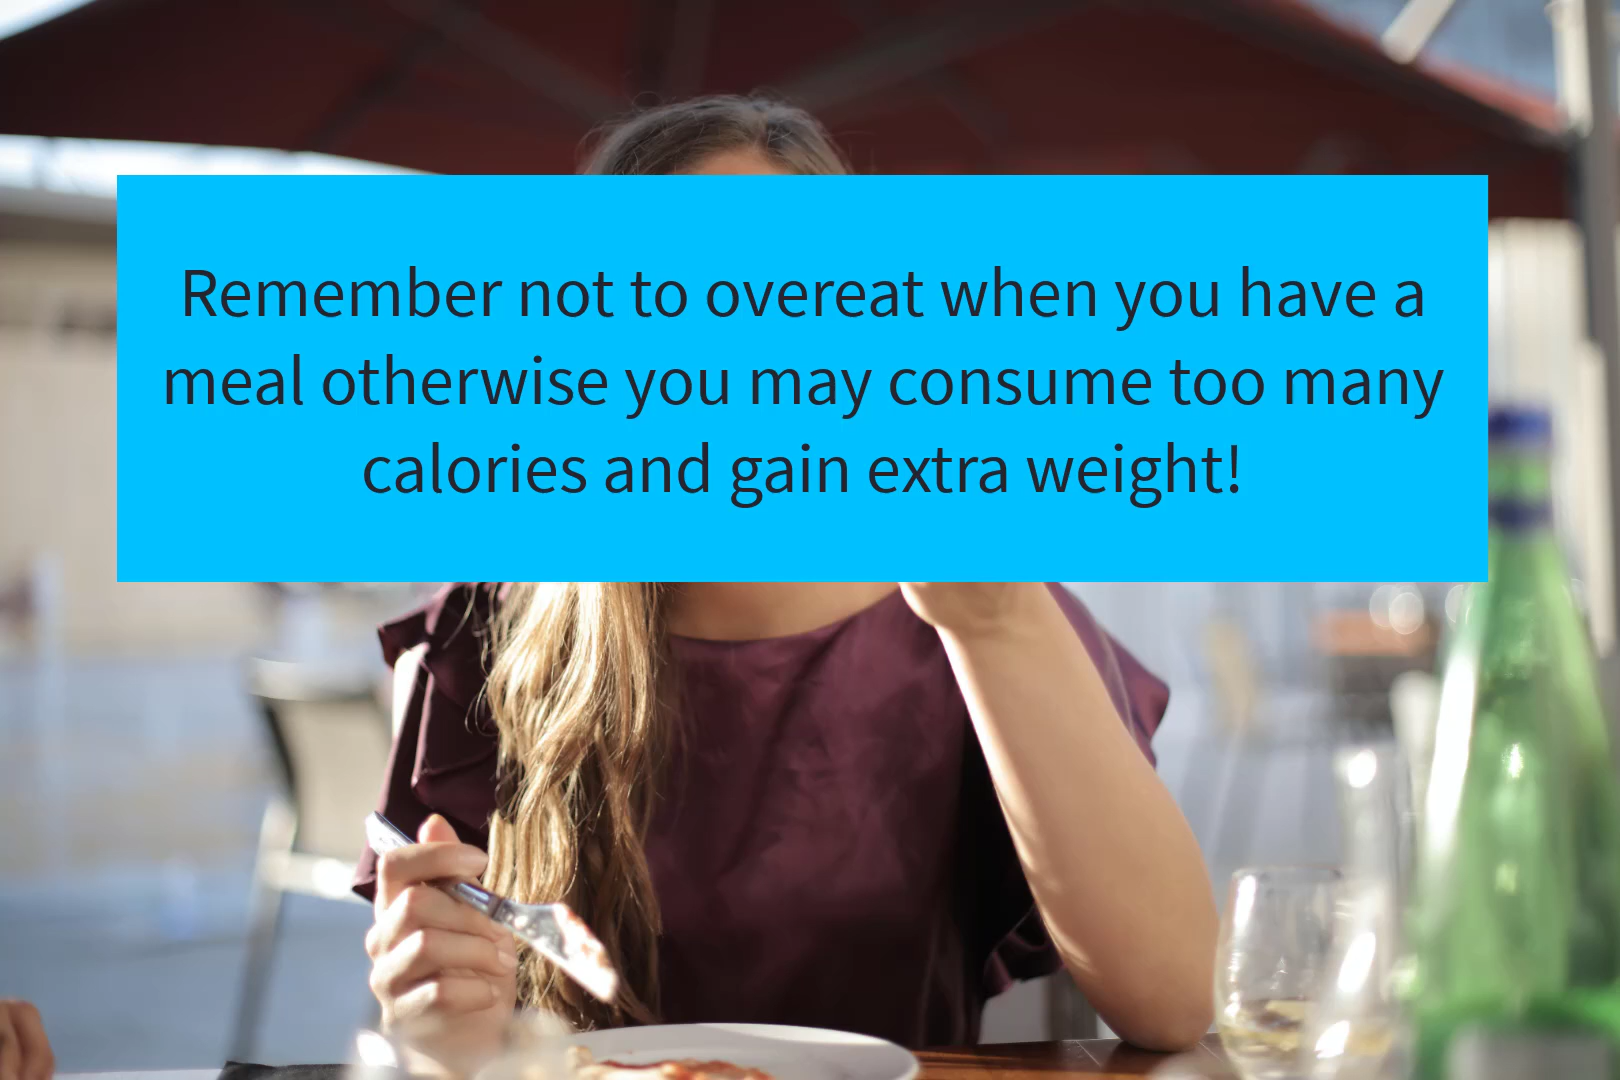 Remember not to overeat when you have a
meal otherwise you may consume too many
calories and gain extra weight!